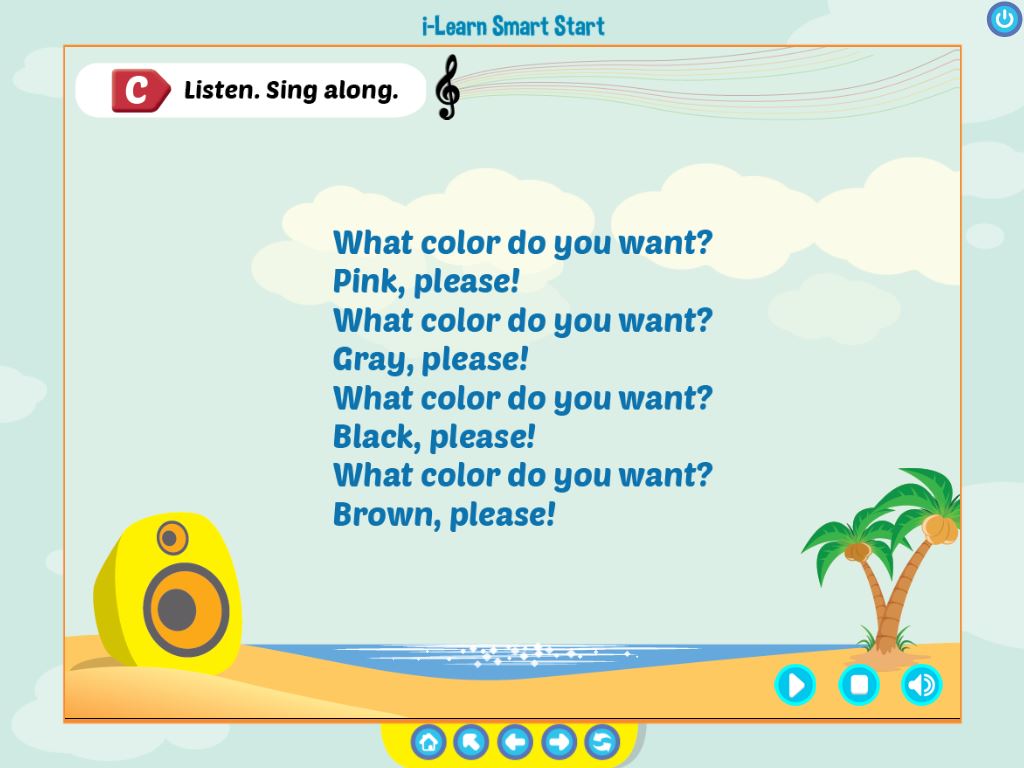 i-Learn Smart Start
C Listen. Sing along.
What color do you want?
Pink, please!
What color do you want?
Gray, please!
What color do you want?
Black, please!
What color do you want?
Brown, please!